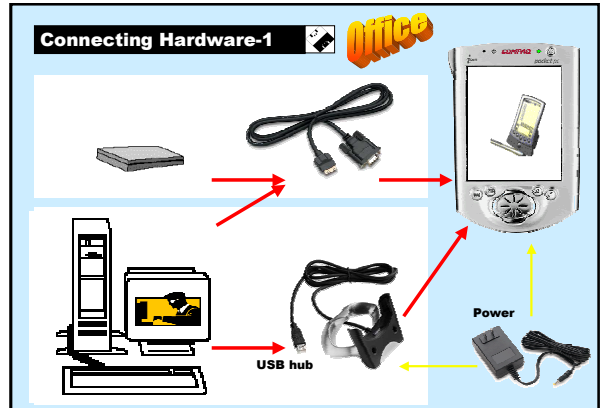 Connecting Hardware-1
Office
COMPAQ
pocket pc
Power
USB hub